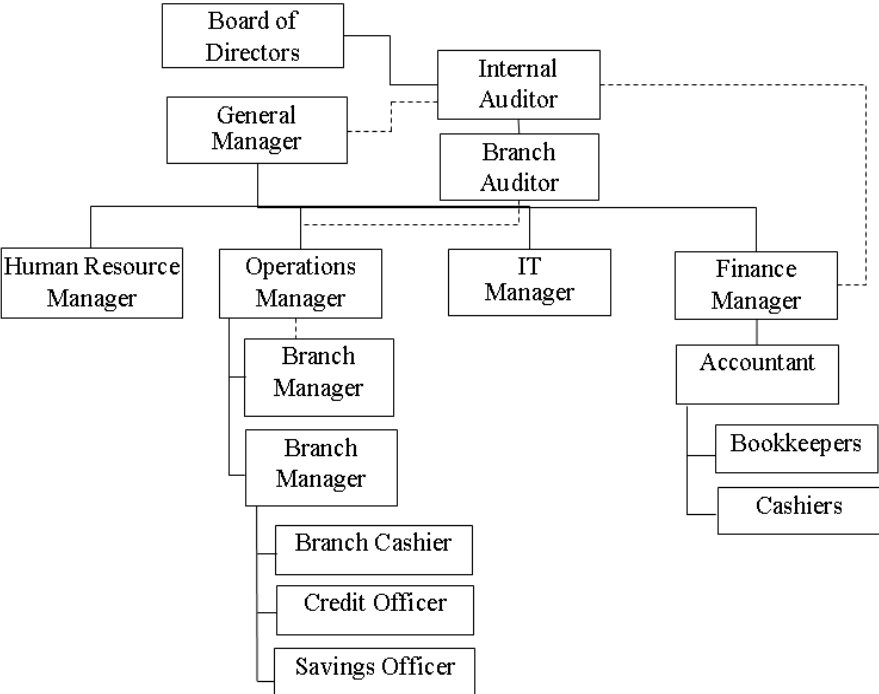 Board of
Directors
Internal
Auditor
General
Manager
Branch
Auditor
Human Resource
Manager
Operations
Manager
IT
Manager
Finance
Manager
Branch
Manager
Accountant
Branch
Manager
Bookkeepers
Cashiers
Branch Cashier
Credit Officer
Savings Officer